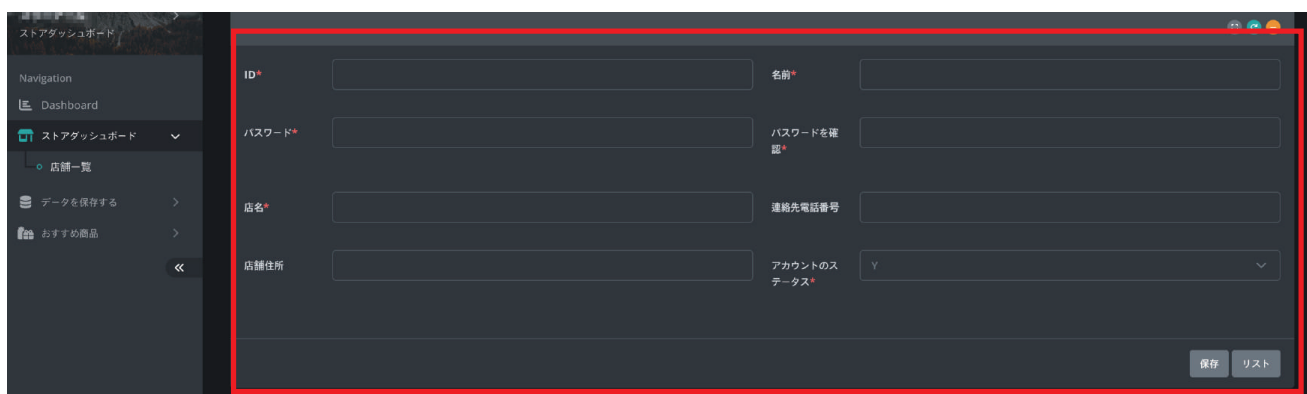 ストアダッシュボード
Navigation
Dashboard
ストアダッシュボード
店舗一覧
データを保存する
おすすめ商品
ID*
名前*
パスワード*
パスワードを確
認*
店名*
連絡先電話番号
店舗住所
アカウントのス
テータス*
Y
保存
リスト